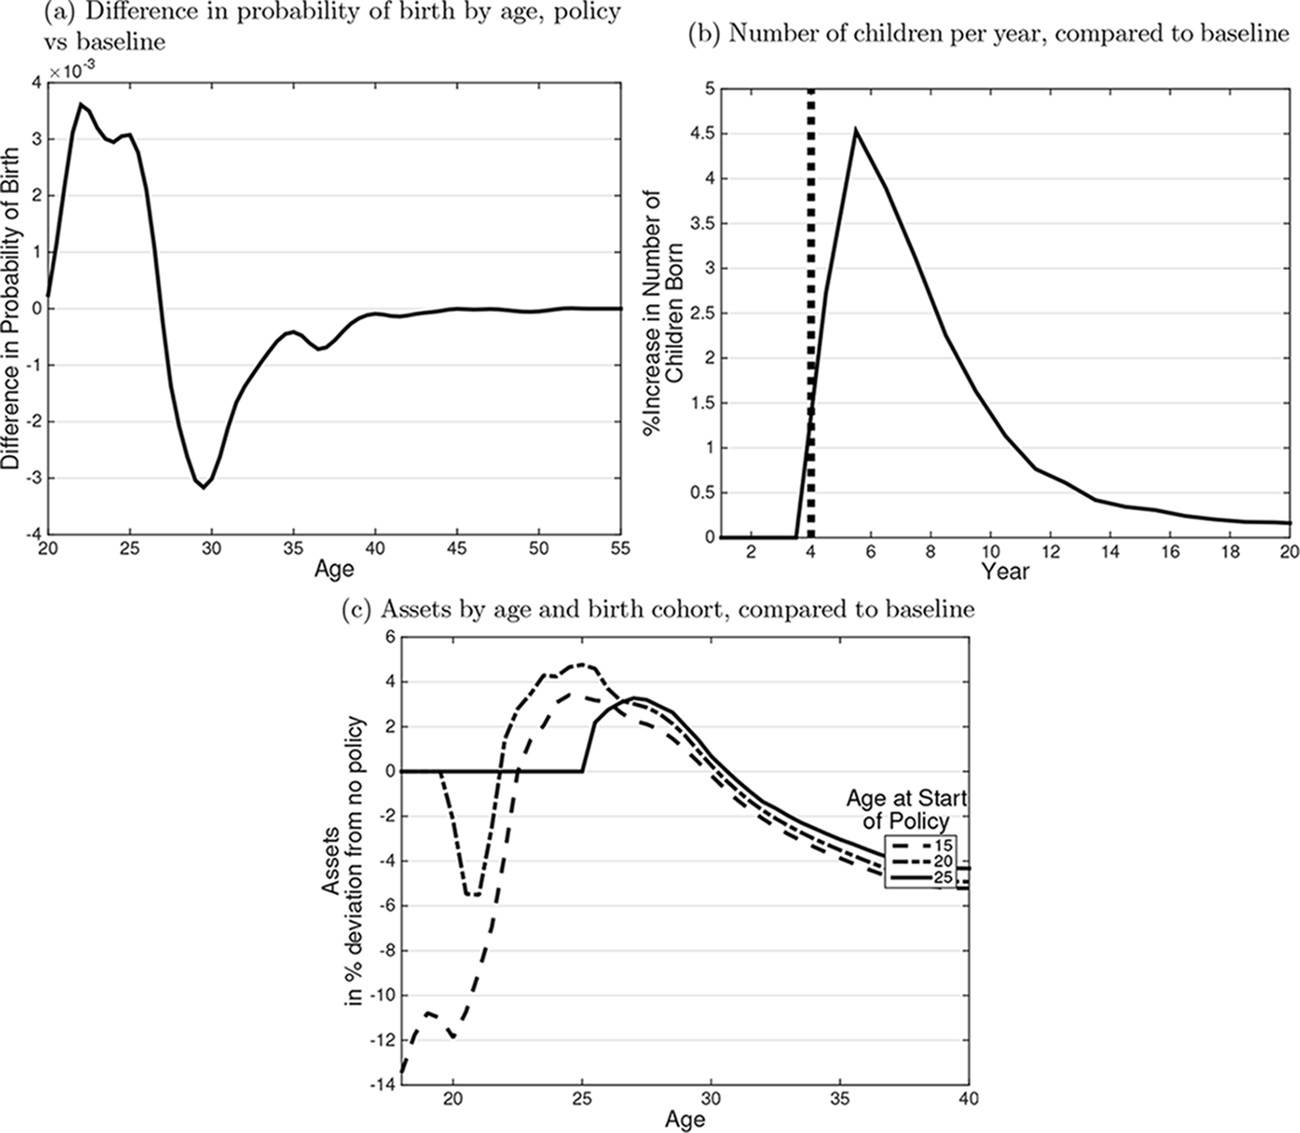 (a) Difference in probability of birth by age, policy
vs baseline
×10⁻³
4
3
2
1
0
-1
-2
-3
-4
Difference in Probability of Birth
20 25 30 35 40 45 50 55
Age
(b) Number of children per year, compared to baseline
5
4.5
4
3.5
3
2.5
2
1.5
1
0.5
0
%Increase in Number of
Children Born
2 4 6 8 10 12 14 16 18 20
Year
(c) Assets by age and birth cohort, compared to baseline
6
4
2
0
-2
-4
-6
-8
-10
-12
-14
Assets
in % deviation from no policy
Age at Start
of Policy
15
20
25
20 25 30 35 40
Age